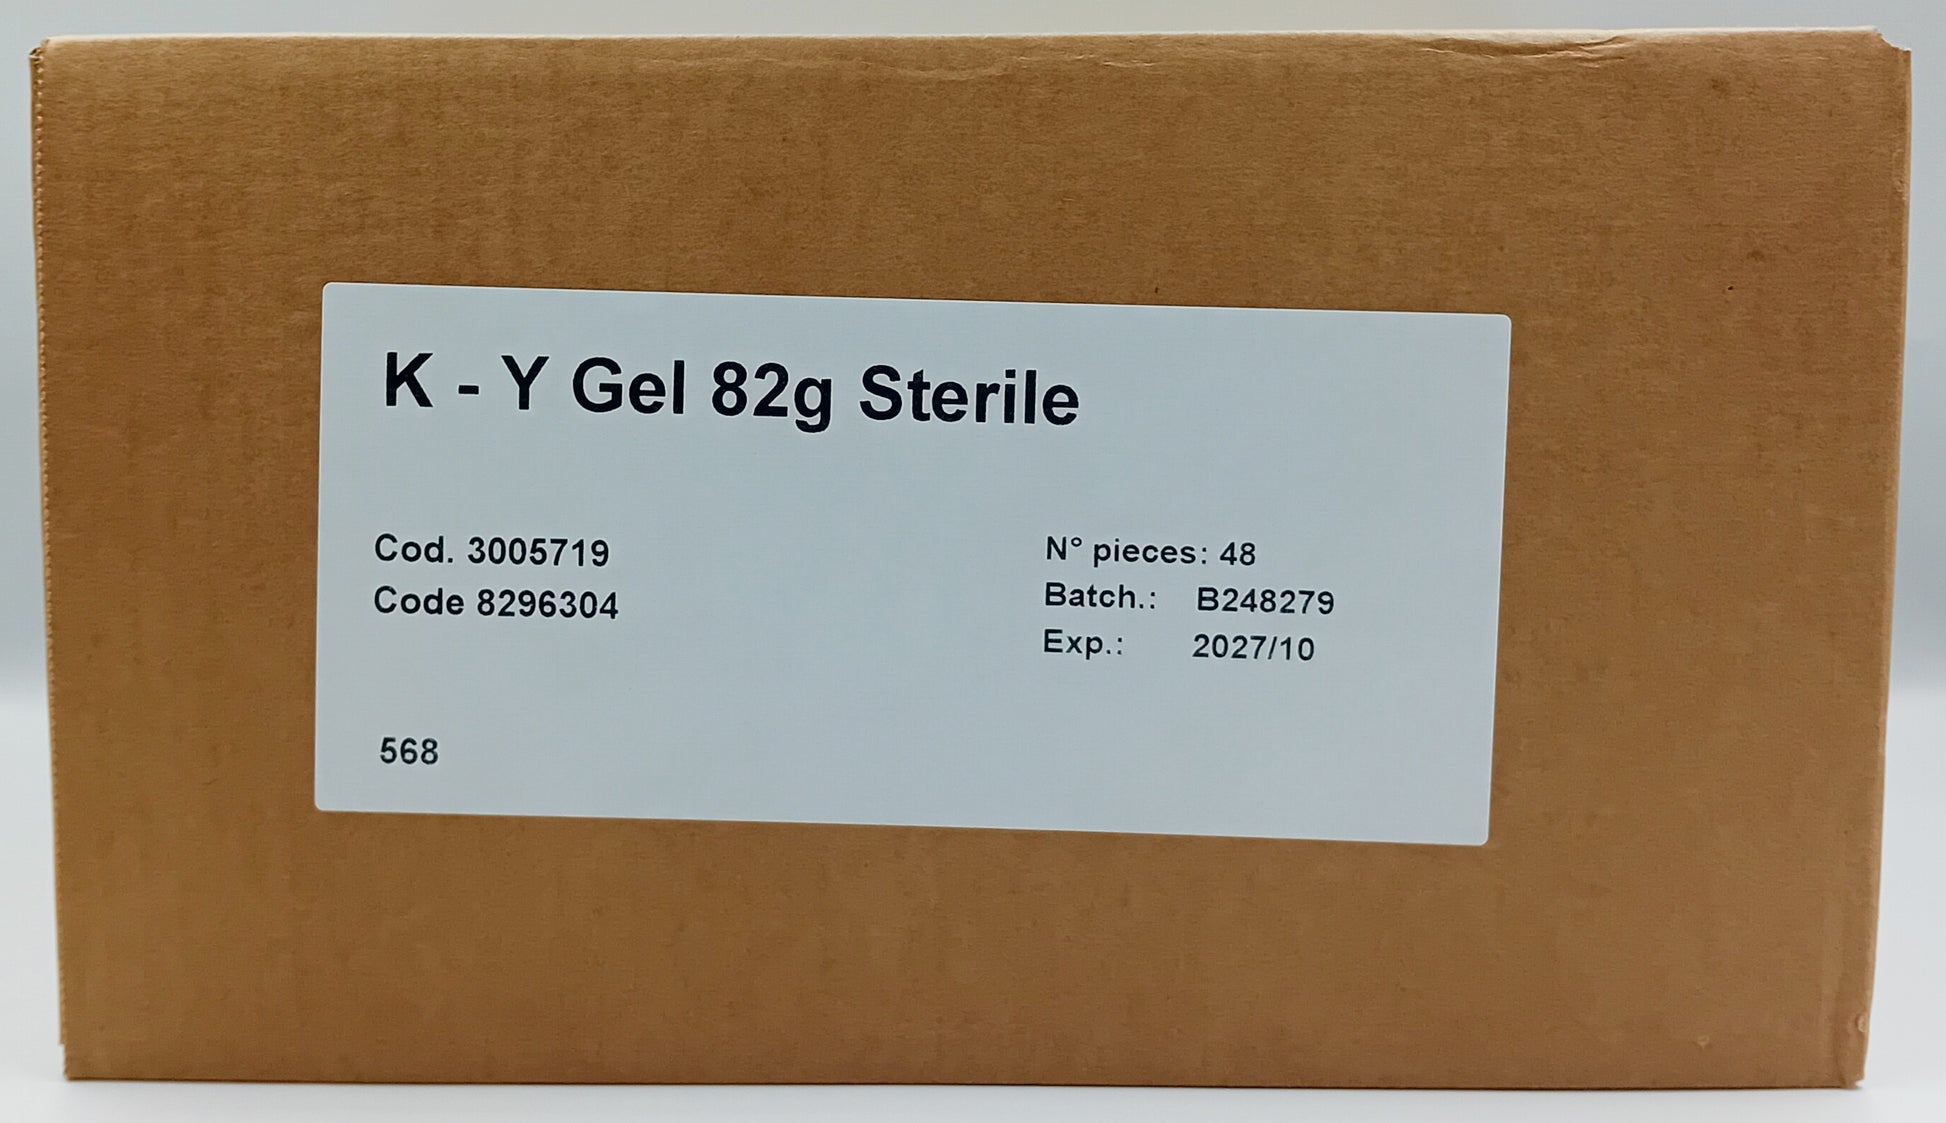 K - Y Gel 82g Sterile
Cod. 3005719
Code 8296304
N° pieces: 48
Batch.: B248279
Exp.: 2027/10
568